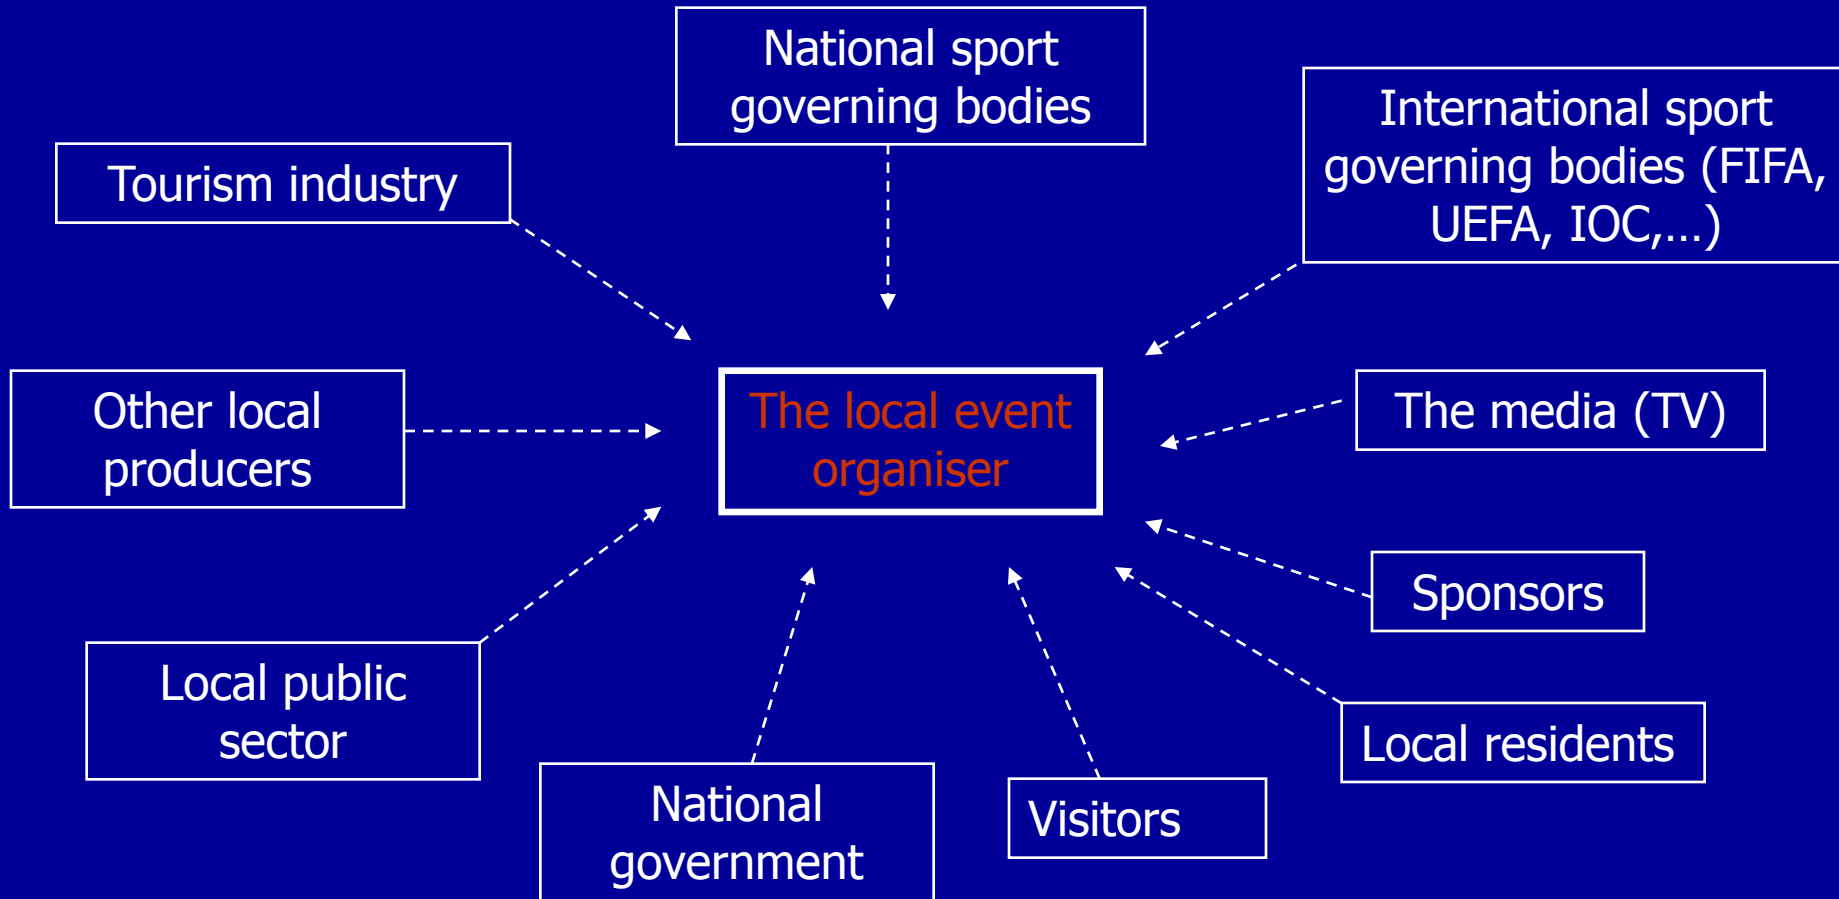 National sport
governing bodies
International sport
governing bodies (FIFA,
UEFA, IOC,...)
Tourism industry
Other local
producers
The local event
organiser
The media (TV)
Sponsors
Local public
sector
Local residents
National
government
Visitors